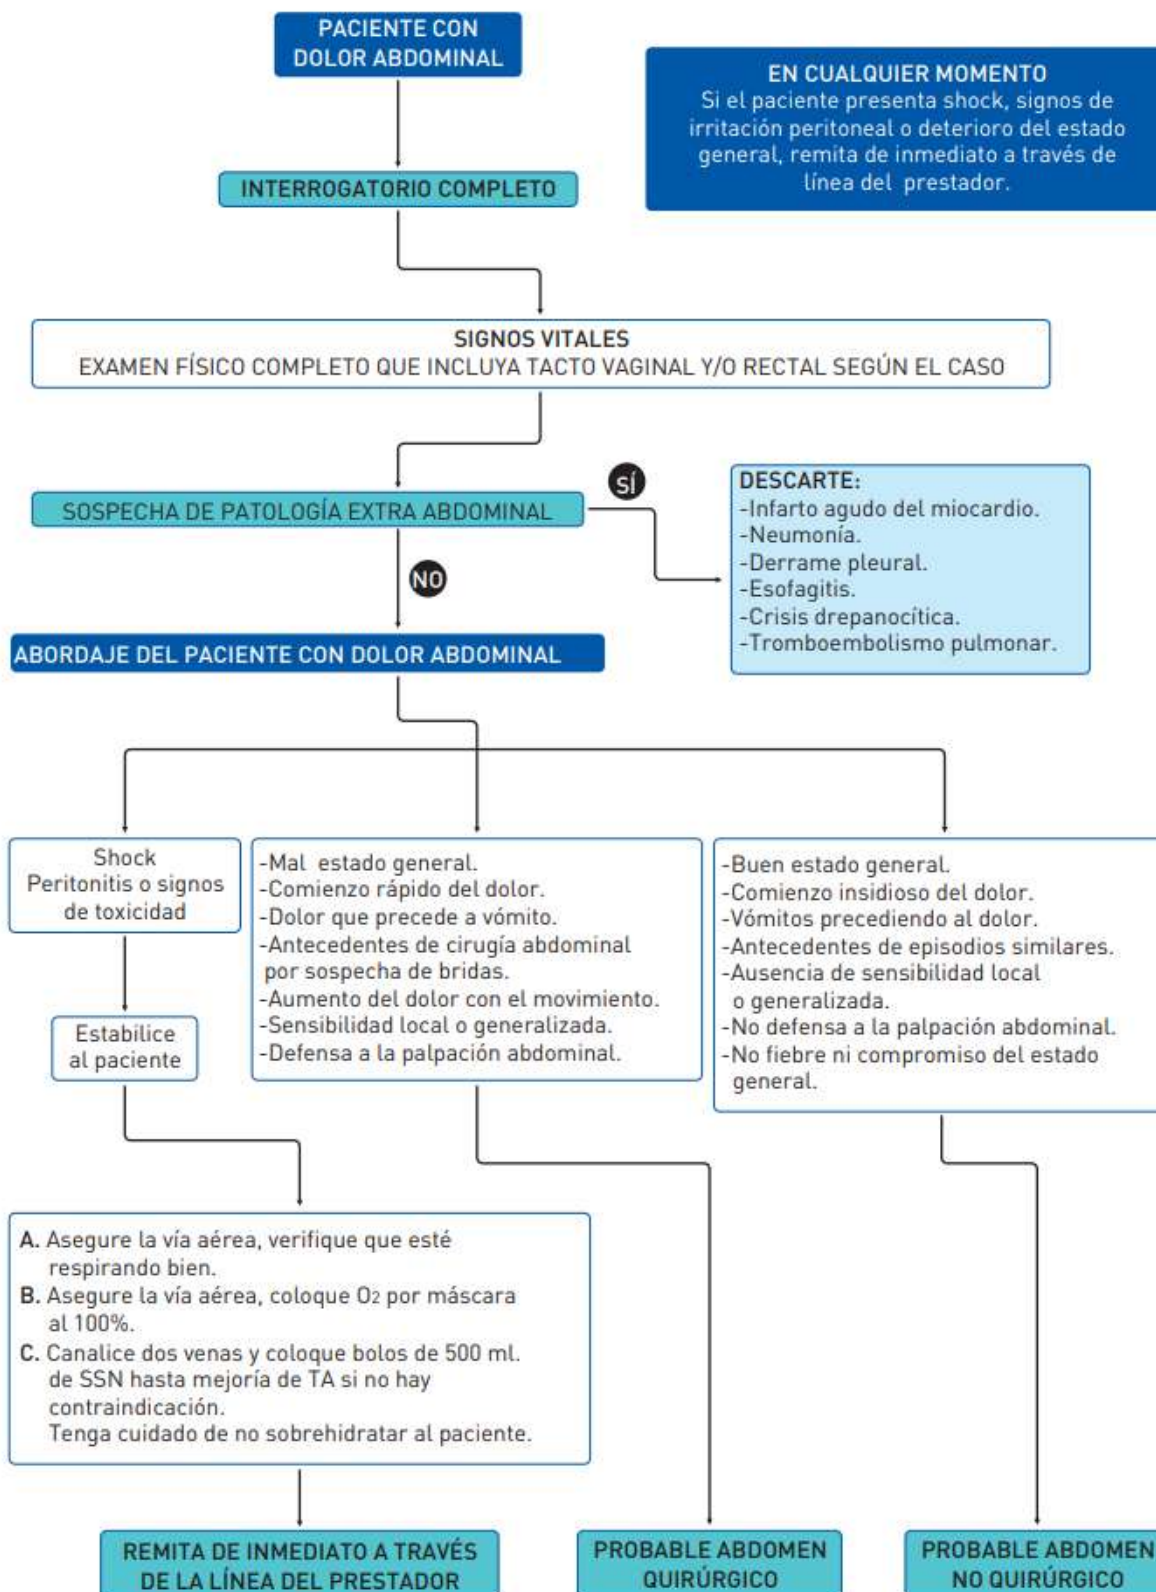 PACIENTE CON
DOLOR ABDOMINAL
EN CUALQUIER MOMENTO
Si el paciente presenta shock, signos de
irritación peritoneal o deterioro del estado
general, remita de inmediato a través de
línea del prestador.
INTERROGATORIO COMPLETO
SIGNOS VITALES
EXAMEN FÍSICO COMPLETO QUE INCLUYA TACTO VAGINAL Y/O RECTAL SEGÚN EL CASO
SOSPECHA DE PATOLOGÍA EXTRA ABDOMINAL
SÍ
DESCARTE:
-Infarto agudo del miocardio.
-Neumonía.
-Derrame pleural.
-Esofagitis.
-Crisis drepanocítica.
-Tromboembolismo pulmonar.
NO
ABORDAJE DEL PACIENTE CON DOLOR ABDOMINAL
Shock
Peritonitis o signos
de toxicidad
Estabilice
al paciente
-Mal estado general.
-Comienzo rápido del dolor.
-Dolor que precede a vómito.
-Antecedentes de cirugía abdominal
por sospecha de bridas.
-Aumento del dolor con el movimiento.
-Sensibilidad local o generalizada.
-Defensa a la palpación abdominal.
-Buen estado general.
-Comienzo insidioso del dolor.
-Vómitos precediendo al dolor.
-Antecedentes de episodios similares.
-Ausencia de sensibilidad local
o generalizada.
-No defensa a la palpación abdominal.
-No fiebre ni compromiso del estado
general.
A. Asegure la vía aérea, verifique que esté
respirando bien.
B. Asegure la vía aérea, coloque O2 por máscara
al 100%.
C. Canalice dos venas y coloque bolos de 500 ml.
de SSN hasta mejoría de TA si no hay
contraindicación.
Tenga cuidado de no sobrehidratar al paciente.
REMITA DE INMEDIATO A TRAVÉS
DE LA LÍNEA DEL PRESTADOR
PROBABLE ABDOMEN
QUIRÚRGICO
PROBABLE ABDOMEN
NO QUIRÚRGICO